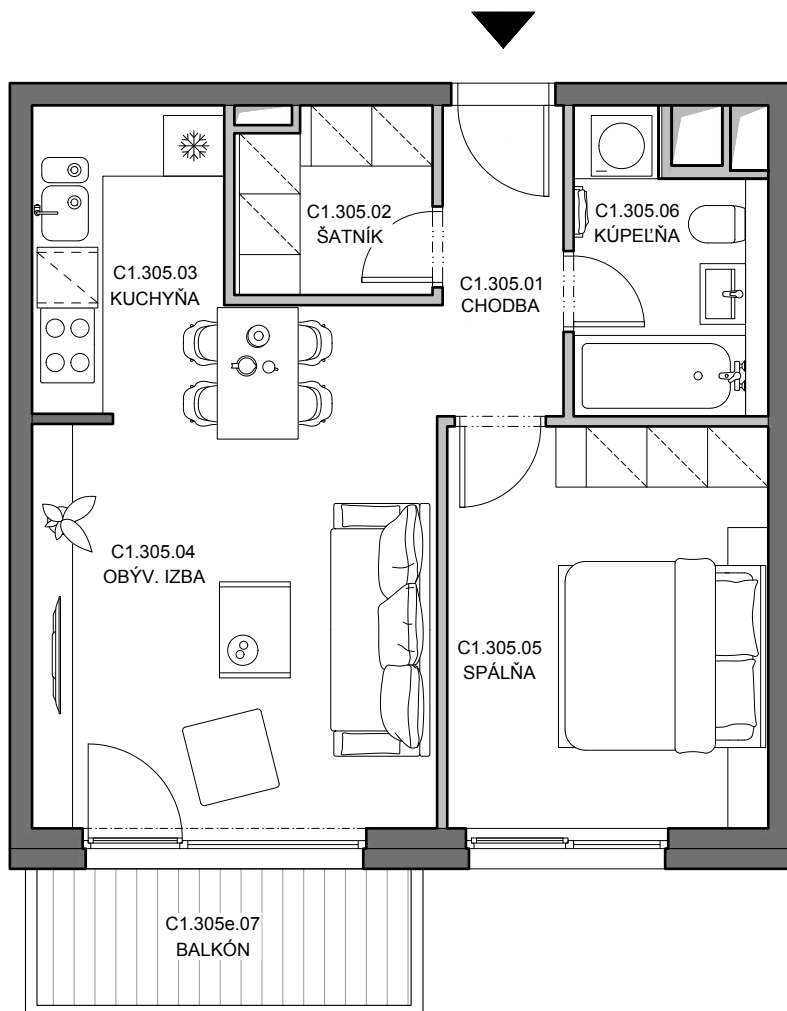 C1.305.02
ŠATNÍK
C1.305.06
KÚPEĽŇA
C1.305.03
KUCHYŇA
C1.305.01
CHODBA
C1.305.04
OBÝV. IZBA
C1.305.05
SPÁLŇA
C1.305e.07
BALKÓN